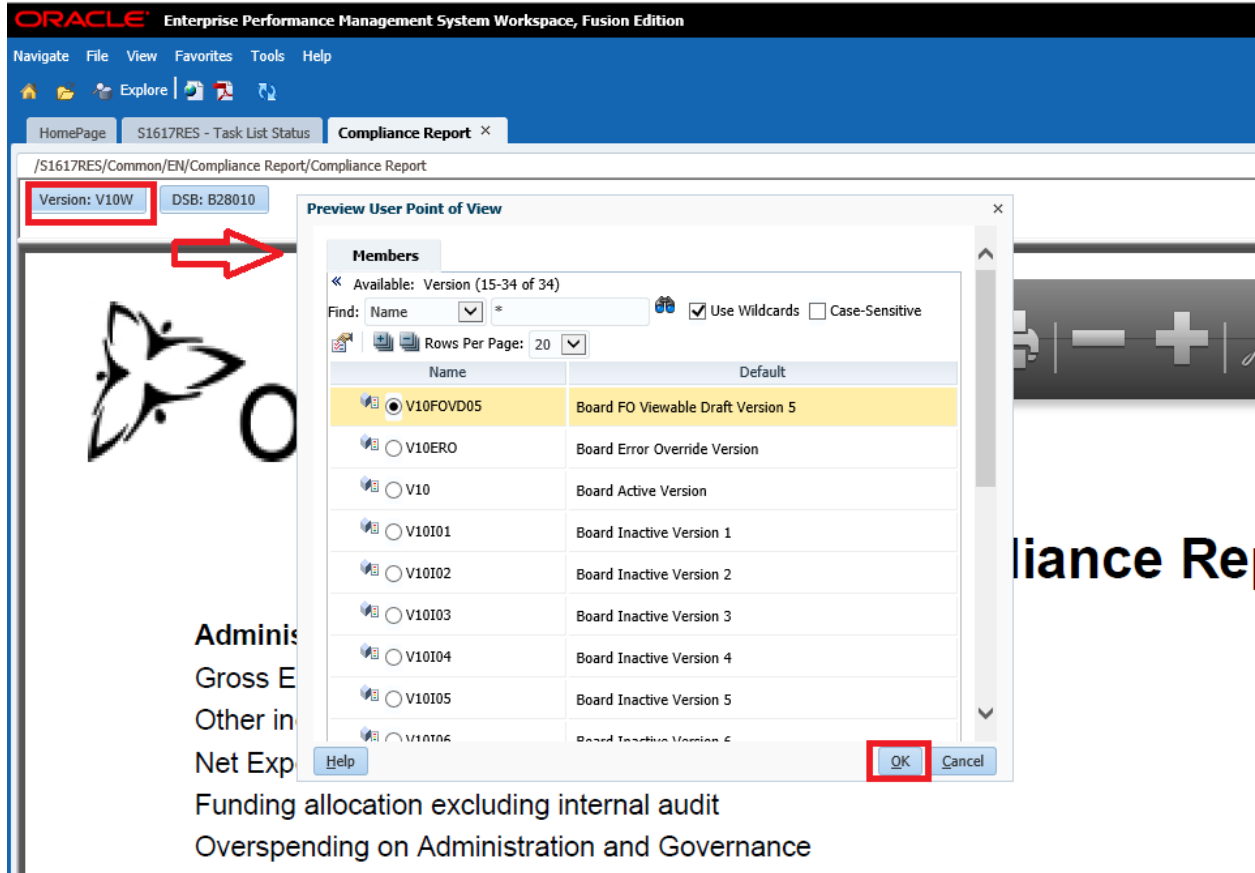 ORACLE Enterprise Performance Management System Workspace, Fusion Edition
Navigate File View Favorites Tools Help
Explore
HomePage S1617RES - Task List Status Compliance Report ×
/S1617RES/Common/EN/Compliance Report/Compliance Report
Version: V10W DSB: B28010
Preview User Point of View ×
Members
« Available: Version (15-34 of 34)
Find: Name * Use Wildcards Case-Sensitive
Rows Per Page: 20
Name Default
V10FOVD05 Board FO Viewable Draft Version 5
V10ERO Board Error Override Version
V10 Board Active Version
V10I01 Board Inactive Version 1
V10I02 Board Inactive Version 2
V10I03 Board Inactive Version 3
V10I04 Board Inactive Version 4
V10I05 Board Inactive Version 5
V10I06 Board Inactive Version 6
Help OK Cancel
O
liance Rep
Adminis
Gross E
Other in
Net Exp
Funding allocation excluding internal audit
Overspending on Administration and Governance